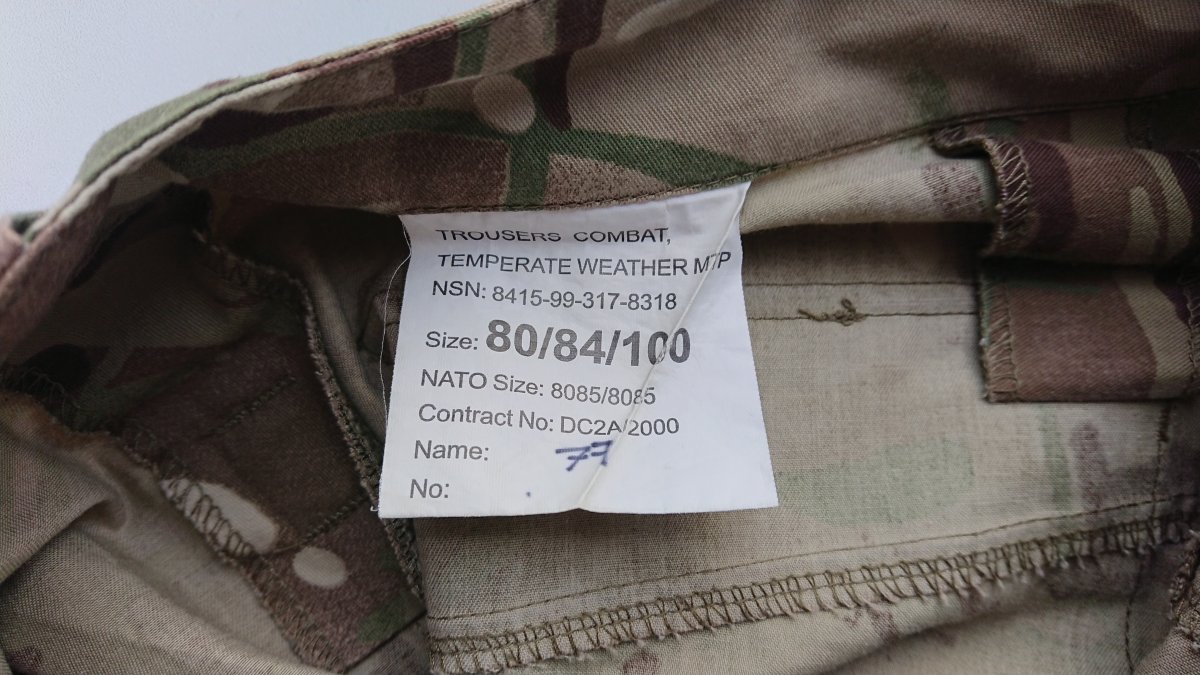 TROUSERS COMBAT,
TEMPERATE WEATHER MTP
NSN: 8415-99-317-8318
Size: 80/84/100
NATO Size: 8085/8085
Contract No: DC2A/2000
Name: 77
No: